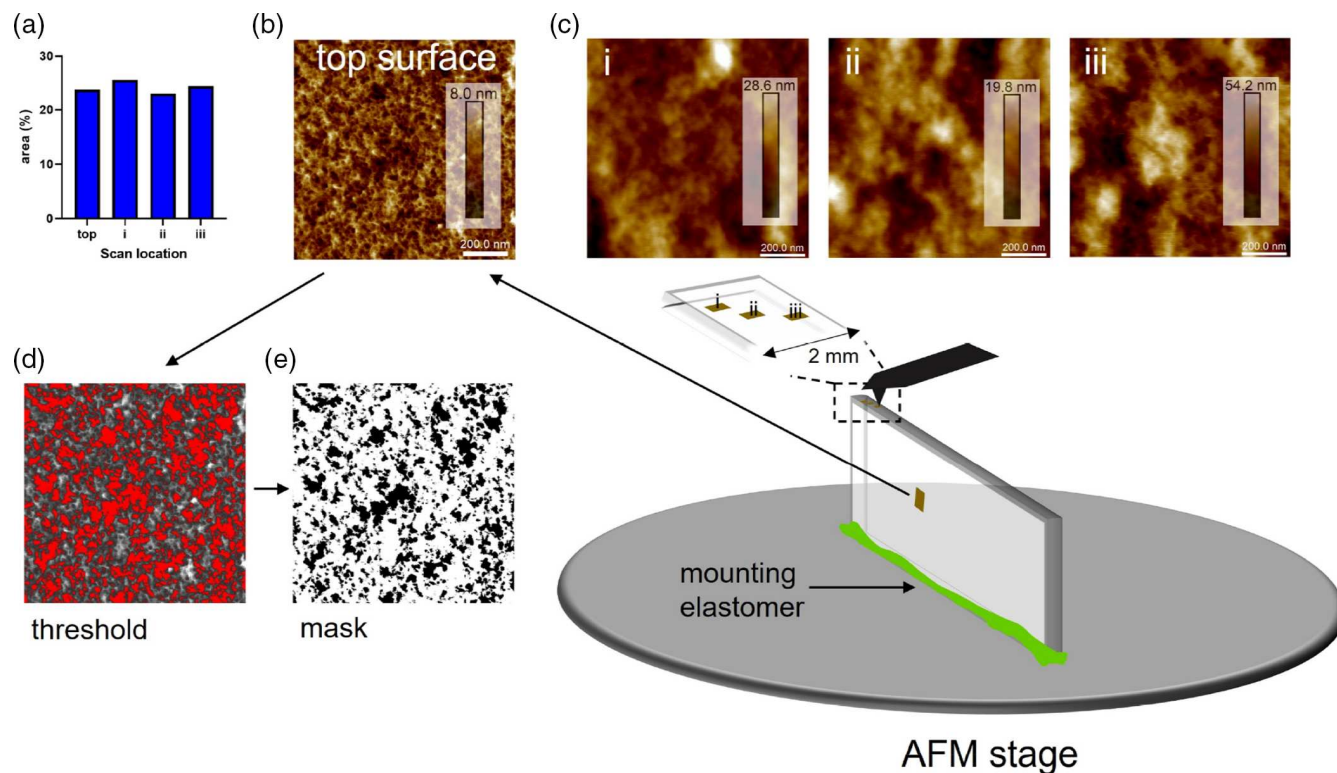 (a)
30
20
10
0
area (%)
top
i
ii
iii
Scan location
(b)
top surface
8.0 nm
200.0 nm
(c)
i
28.6 nm
200.0 nm
ii
19.8 nm
200.0 nm
iii
54.2 nm
200.0 nm
i
ii
iii
2 mm
(d)
threshold
(e)
mask
mounting
elastomer
AFM stage